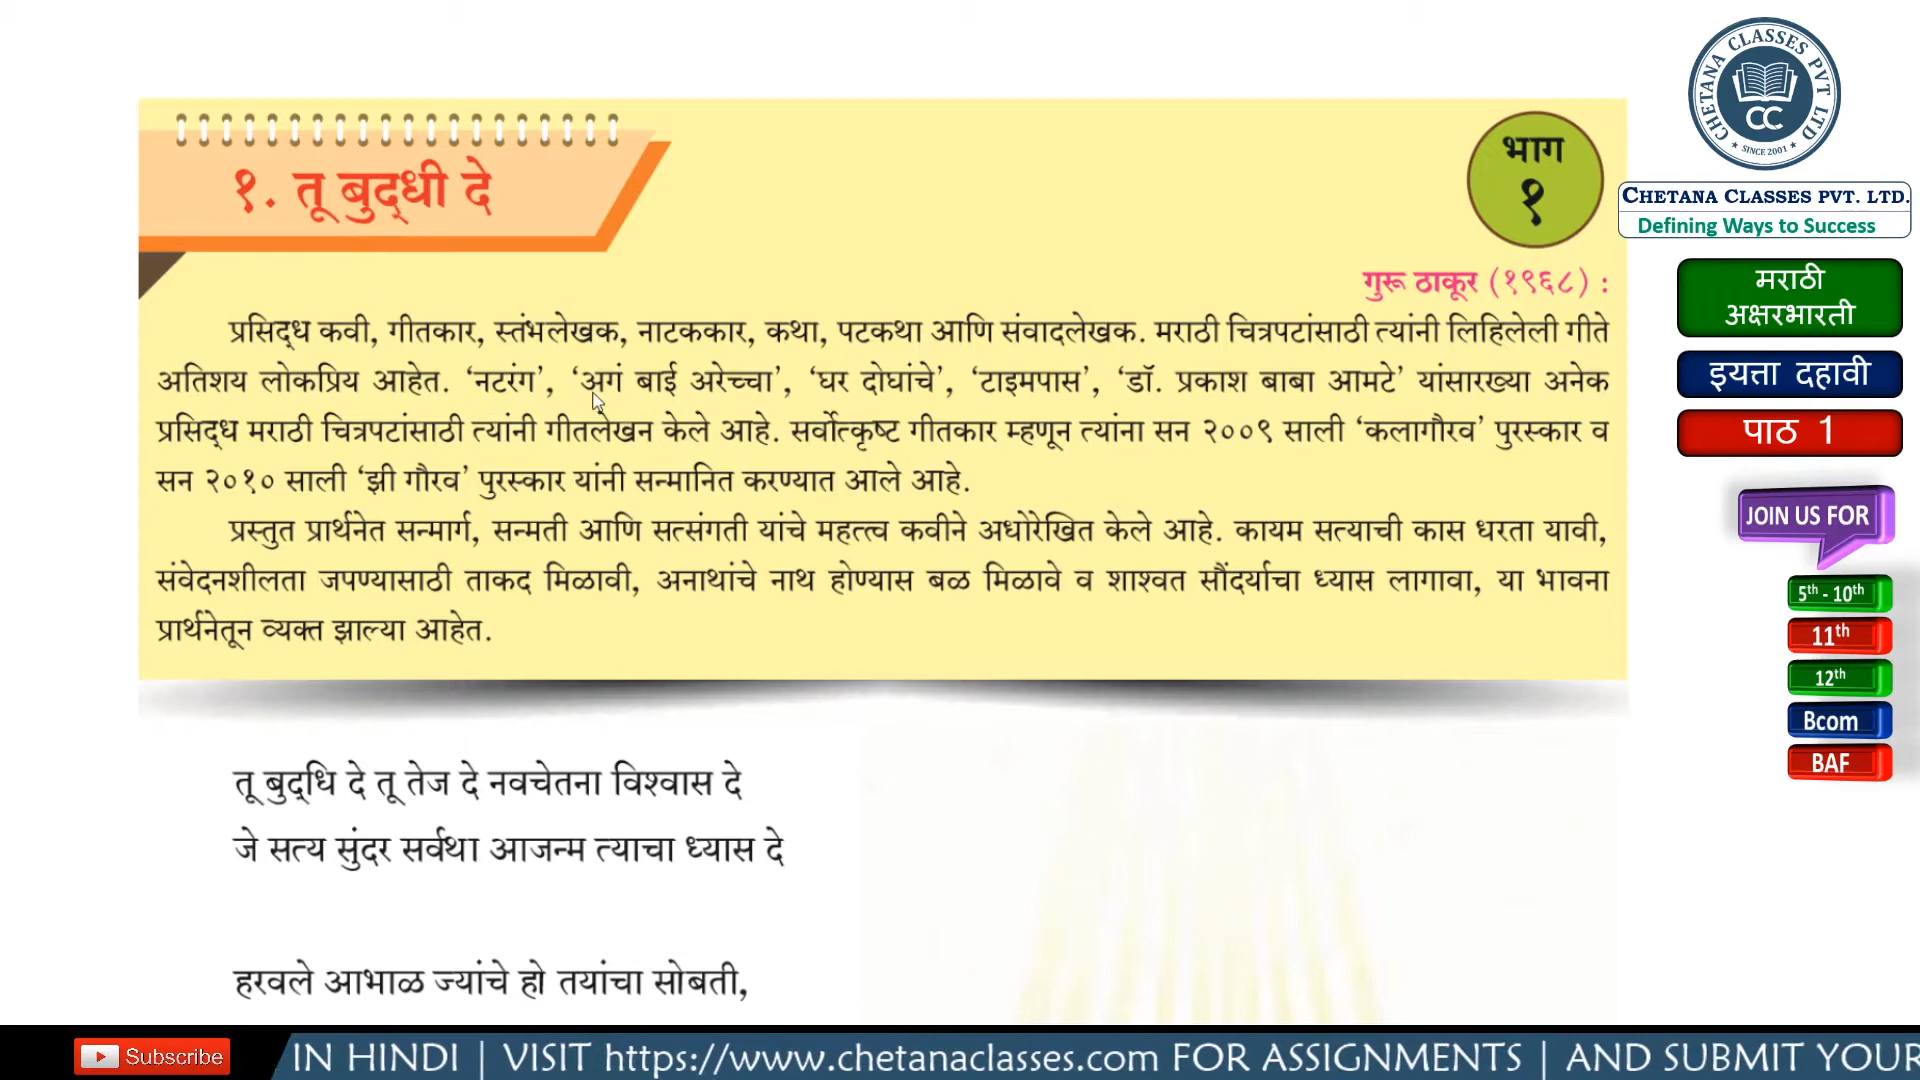 १. तू बुद्धी दे
भाग
१
गुरू ठाकूर (१९६८) :
प्रसिद्ध कवी, गीतकार, स्तंभलेखक, नाटककार, कथा, पटकथा आणि संवादलेखक. मराठी चित्रपटांसाठी त्यांनी लिहिलेली गीते
अतिशय लोकप्रिय आहेत. ‘नटरंग’, ‘अगं बाई अरेच्चा’, ‘घर दोघांचे’, ‘टाइमपास’, ‘डॉ. प्रकाश बाबा आमटे’ यांसारख्या अनेक
प्रसिद्ध मराठी चित्रपटांसाठी त्यांनी गीतलेखन केले आहे. सर्वोत्कृष्ट गीतकार म्हणून त्यांना सन २००९ साली ‘कलागौरव’ पुरस्कार व
सन २०१० साली ‘झी गौरव’ पुरस्कार यांनी सन्मानित करण्यात आले आहे.
प्रस्तुत प्रार्थनेत सन्मार्ग, सन्मती आणि सत्संगती यांचे महत्त्व कवीने अधोरेखित केले आहे. कायम सत्याची कास धरता यावी,
संवेदनशीलता जपण्यासाठी ताकद मिळावी, अनाथांचे नाथ होण्यास बळ मिळावे व शाश्वत सौंदर्याचा ध्यास लागावा, या भावना
प्रार्थनेतून व्यक्त झाल्या आहेत.
तू बुद्धि दे तू तेज दे नवचेतना विश्वास दे
जे सत्य सुंदर सर्वथा आजन्म त्याचा ध्यास दे
हरवले आभाळ ज्यांचे हो तयांचा सोबती,
CHETANA CLASSES PVT LTD
CC
SINCE 2001
CHETANA CLASSES PVT. LTD.
Defining Ways to Success
मराठी
अक्षरभारती
इयत्ता दहावी
पाठ 1
JOIN US FOR
5th - 10th
11th
12th
Bcom
BAF
Subscribe
IN HINDI | VISIT https://www.chetanaclasses.com FOR ASSIGNMENTS | AND SUBMIT YOUR